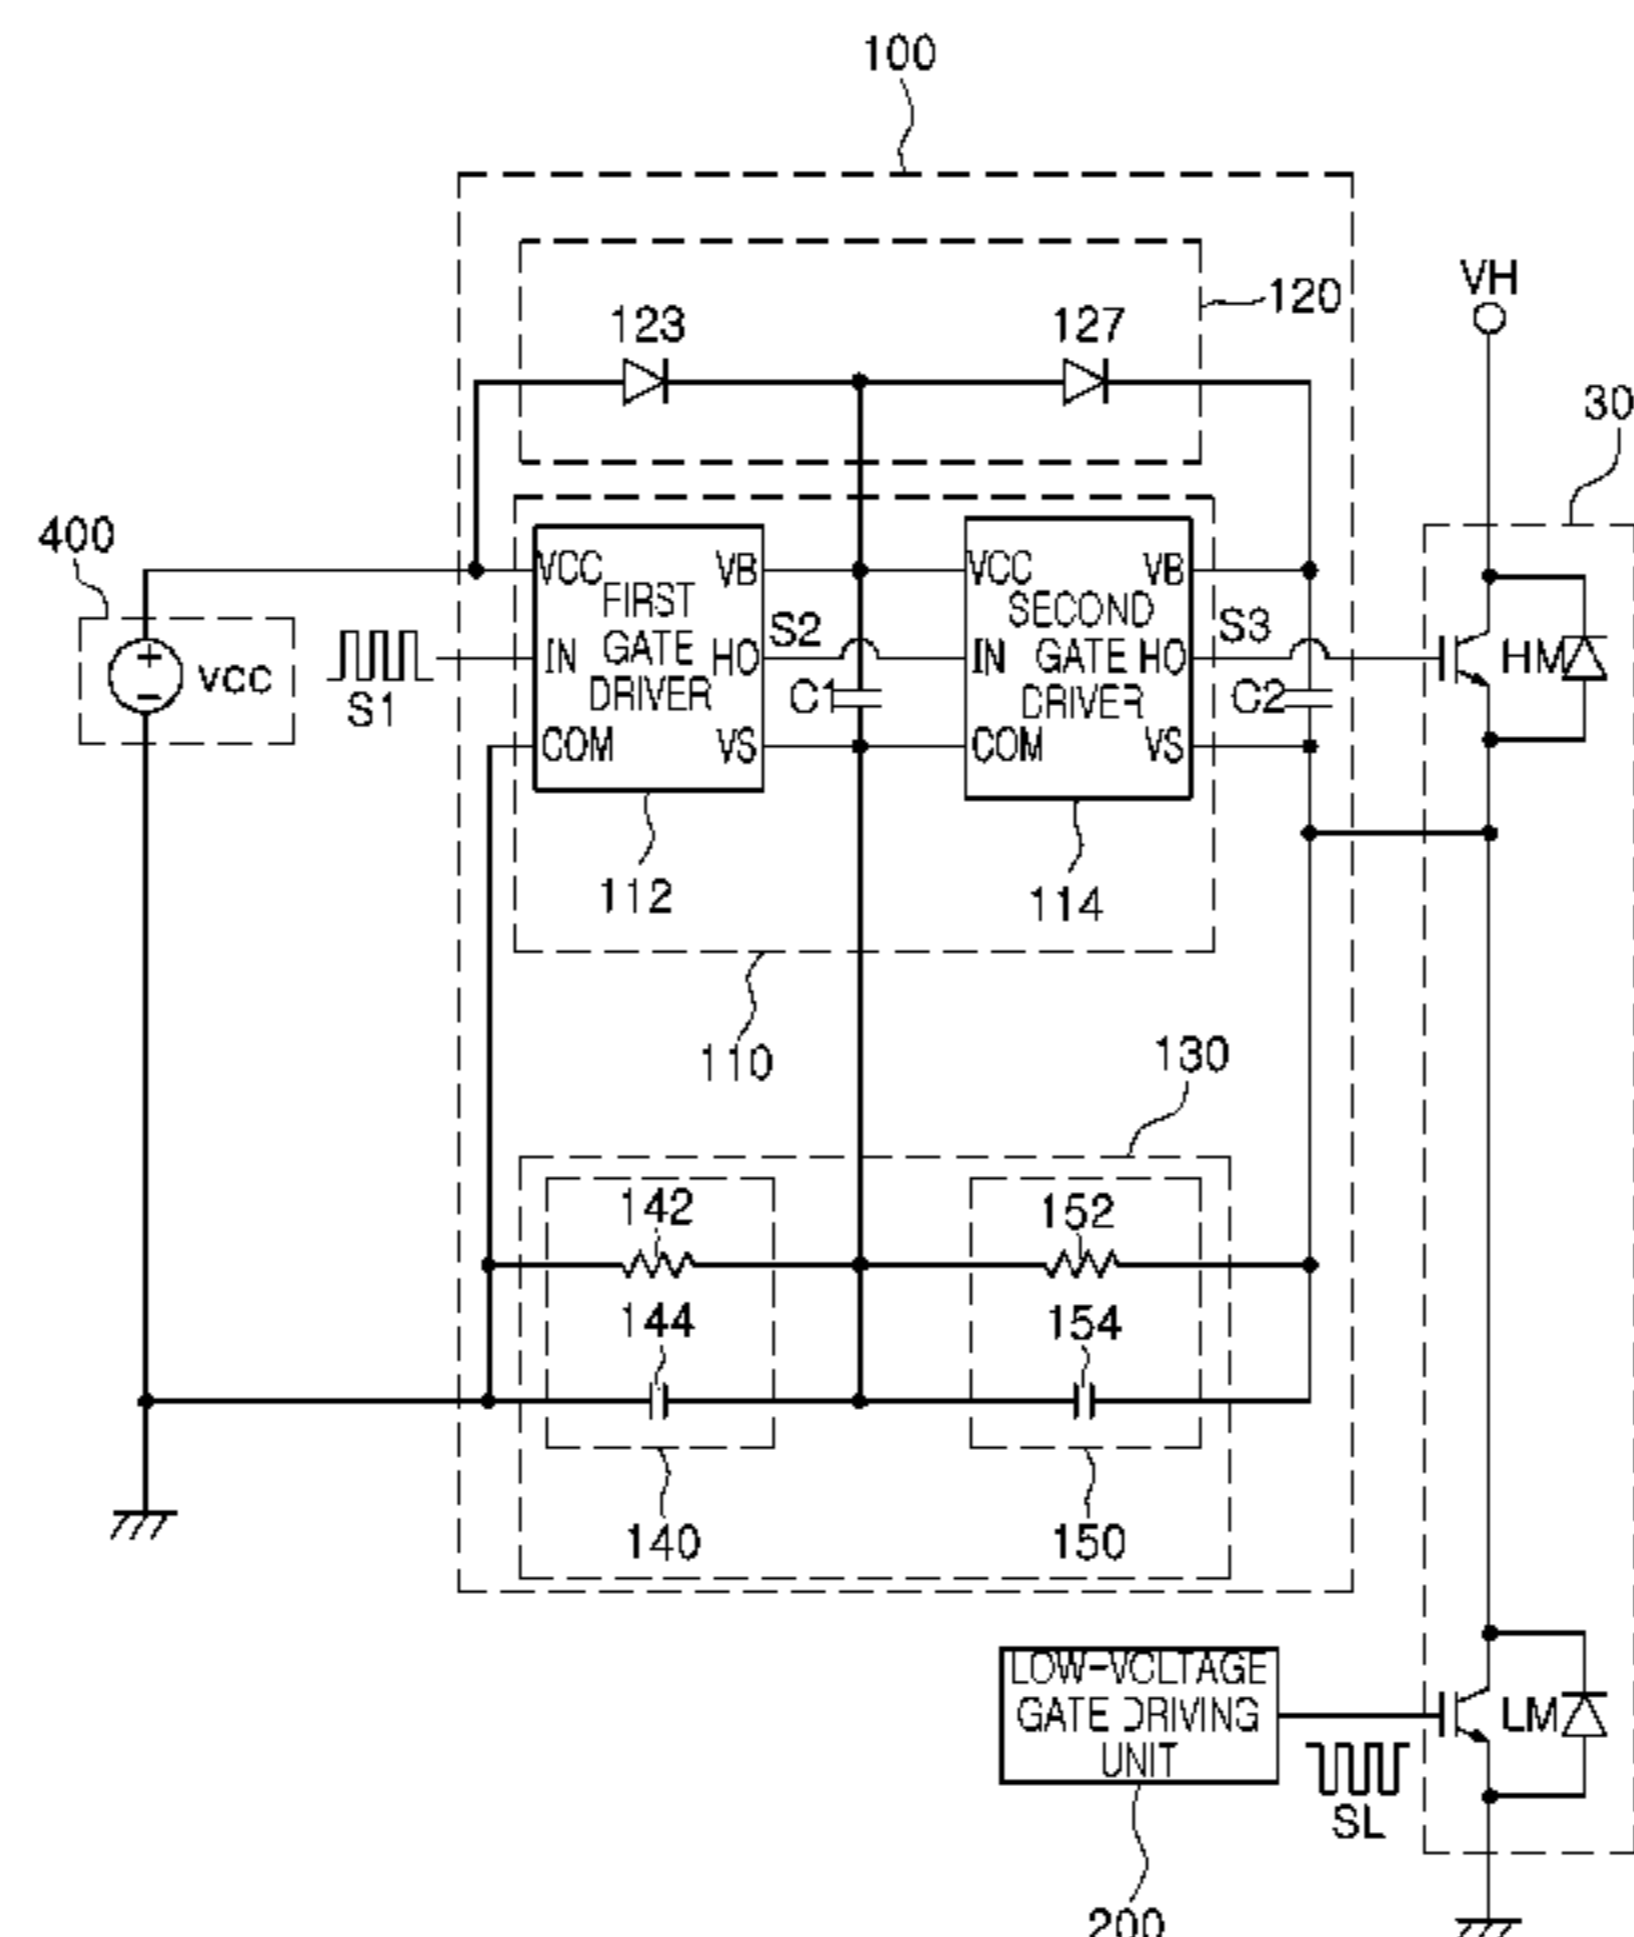 100
120
VH
123
127
30
400
VCC
VB
VCC
VB
FIRST
GATE
DRIVER
SECOND
GATE
DRIVER
S2
S3
IN
HO
IN
HO
HM
vcc
S1
C1
C2
COM
VS
COM
VS
112
114
110
130
142
152
144
154
140
150
LOW-VOLTAGE
GATE DRIVING
UNIT
LM
SL
200